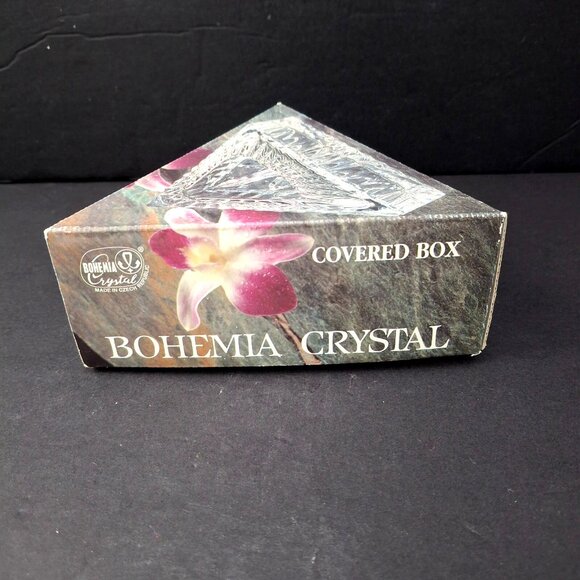 BOHEMIA
Crystal
®
MADE IN CZECH REPUBLIC
COVERED BOX
BOHEMIA CRYSTAL